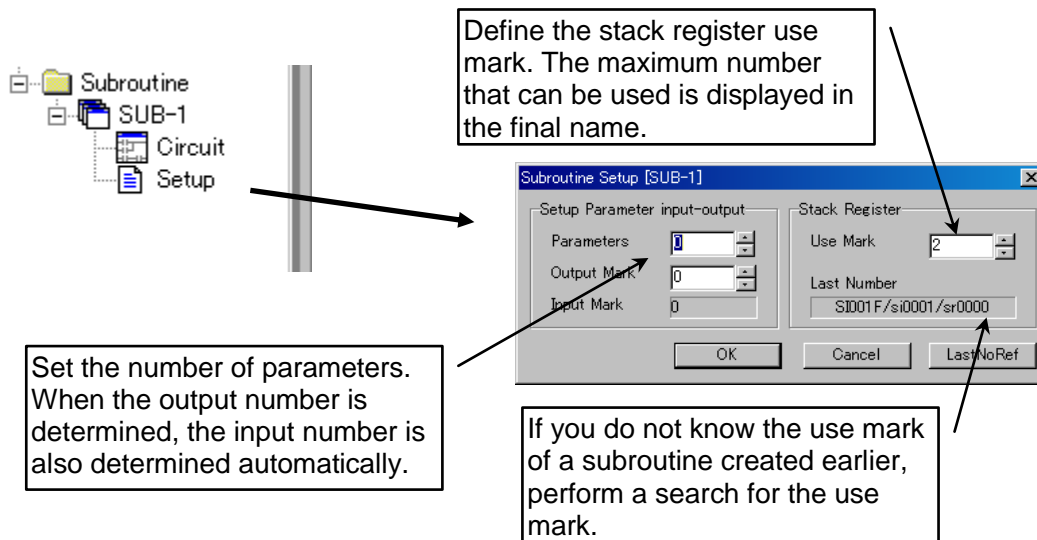 Define the stack register use
mark. The maximum number
that can be used is displayed in
the final name.
Subroutine
SUB-1
Circuit
Setup
Subroutine Setup [SUB-1]
Setup Parameter input-output
Parameters 0
Output Mark 0
Input Mark 0
Stack Register
Use Mark 2
Last Number
SI001F/si0001/sr0000
OK Cancel LastNoRef
Set the number of parameters.
When the output number is
determined, the input number is
also determined automatically.
If you do not know the use mark
of a subroutine created earlier,
perform a search for the use
mark.